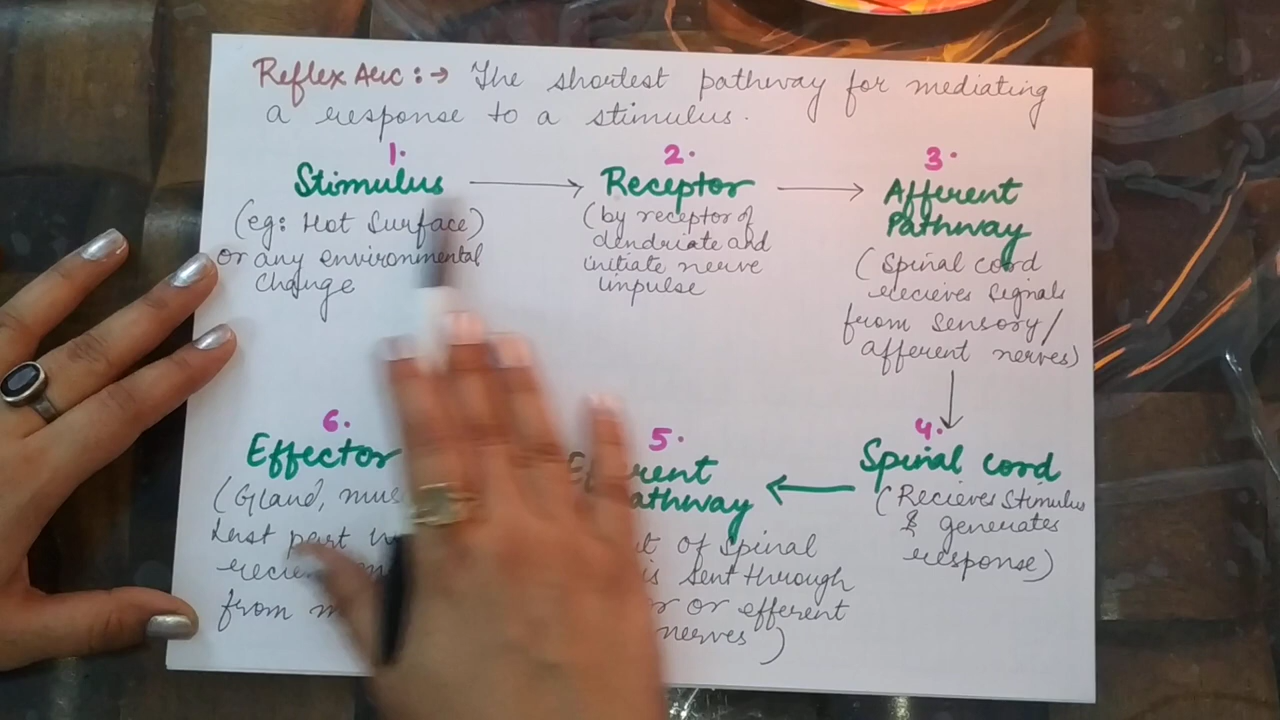 Reflex Arc :→ The shortest pathway for mediating
a response to a stimulus.
1.
Stimulus
(eg: Hot Surface)
or any environmental
change
2.
Receptor
(by receptor of
dendriate and
initiate nerve
impulse
3.
Afferent
Pathway
(Spinal cord
recieves signals
from sensory/
afferent nerves)
4.
Spinal cord
(Recieves Stimulus
& generates
response)
5.
Pathway
of Spinal
is sent through
or efferent
nerves)
6.
Effector
(Gland,
Last part
from